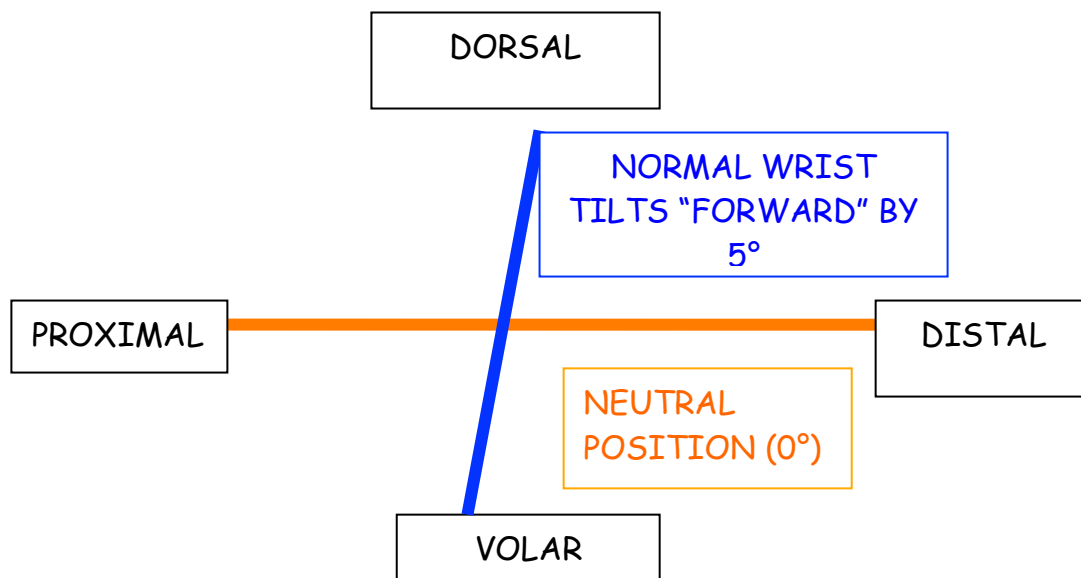 DORSAL
NORMAL WRIST
TILTS “FORWARD” BY
5°
PROXIMAL
DISTAL
NEUTRAL
POSITION (0°)
VOLAR